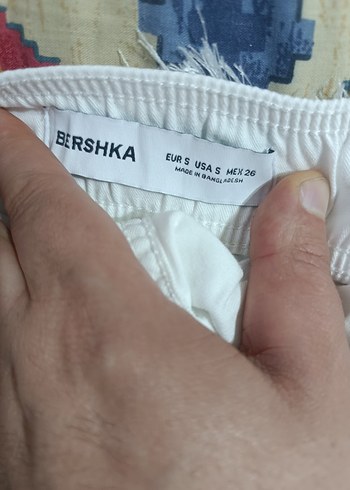 BERSHKA
EUR S USA S MEX 26
MADE IN BANGLADESH